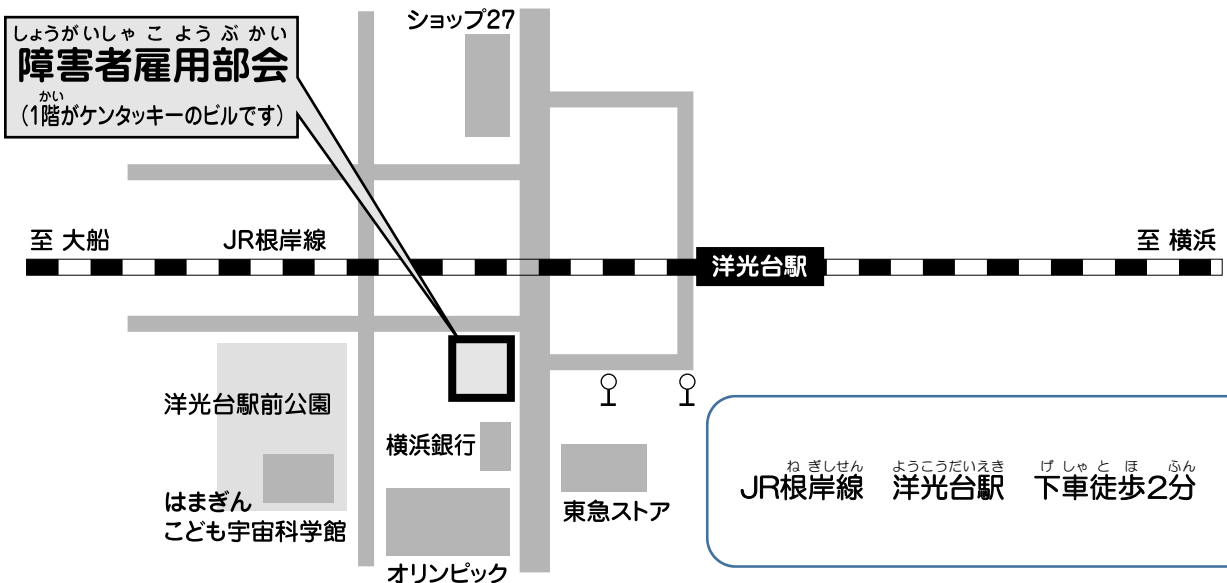 ショップ27
しょうがいしゃ こ よう ぶ かい
障害者雇用部会
かい
(1階がケンタッキーのビルです)
至 大船
JR根岸線
至 横浜
洋光台駅
洋光台駅前公園
横浜銀行
はまぎん
こども宇宙科学館
東急ストア
オリンピック
ね ぎしせん ようこうだいえき げ しゃ と ほ ふん
JR根岸線 洋光台駅 下車徒歩2分